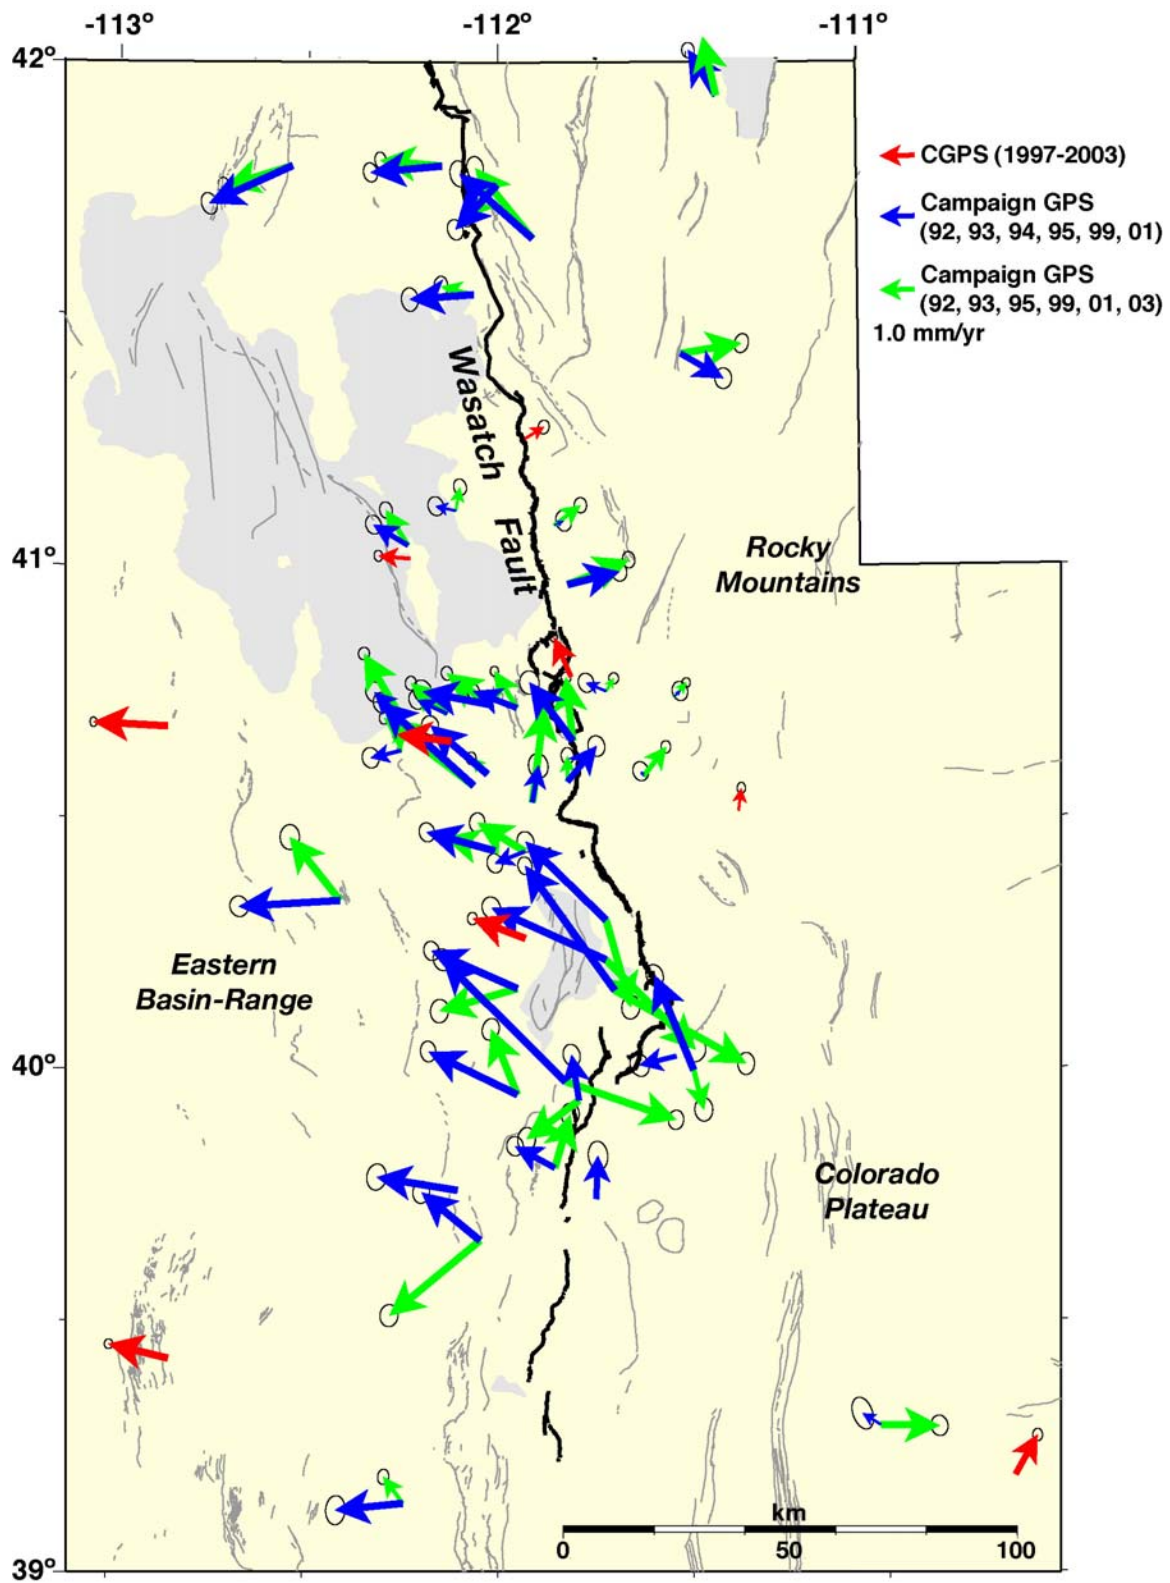 -113°
-112°
-111°
42°
CGPS (1997-2003)
Campaign GPS
(92, 93, 94, 95, 99, 01)
Campaign GPS
(92, 93, 95, 99, 01, 03)
1.0 mm/yr
Wasatch
Fault
41°
Rocky
Mountains
Eastern
Basin-Range
40°
Colorado
Plateau
km
0
50
100
39°